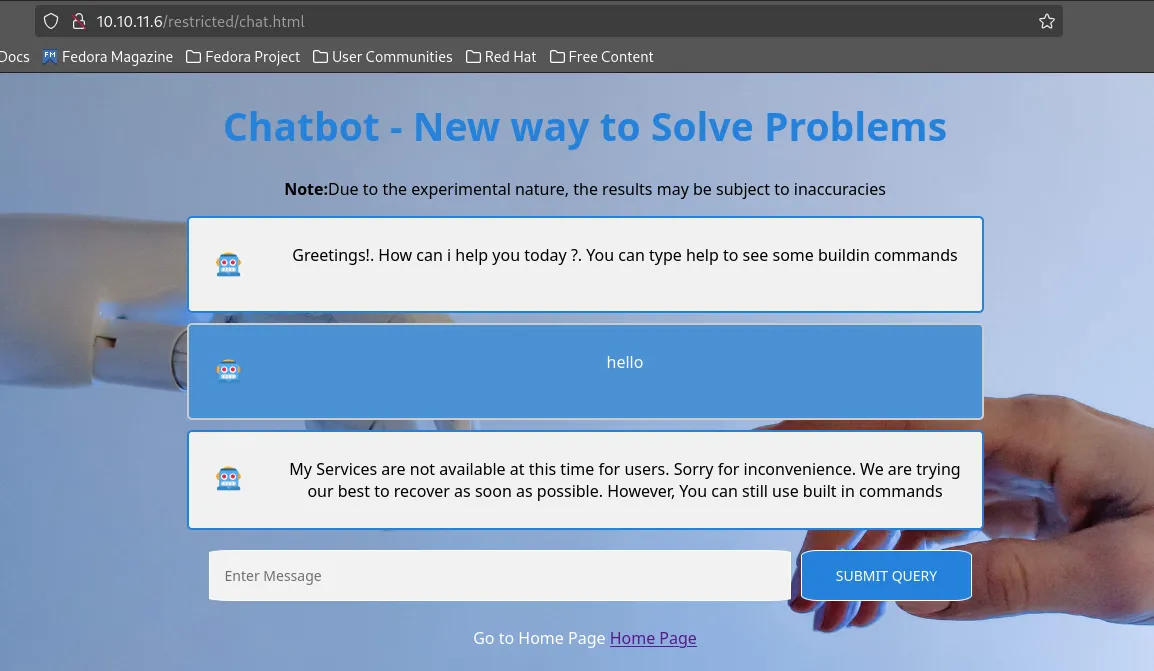 10.10.11.6/restricted/chat.html
Docs Fedora Magazine Fedora Project User Communities Red Hat Free Content
Chatbot - New way to Solve Problems
Note:Due to the experimental nature, the results may be subject to inaccuracies
Greetings!. How can i help you today ?. You can type help to see some buildin commands
hello
My Services are not available at this time for users. Sorry for inconvenience. We are trying
our best to recover as soon as possible. However, You can still use built in commands
Enter Message SUBMIT QUERY
Go to Home Page Home Page